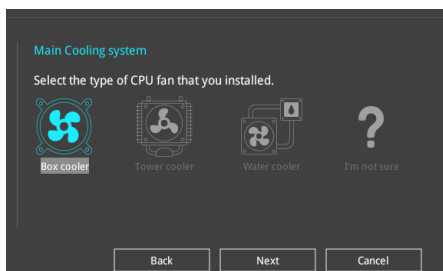 Main Cooling system
Select the type of CPU fan that you installed.
Box cooler Tower cooler Water cooler I'm not sure
Back Next Cancel